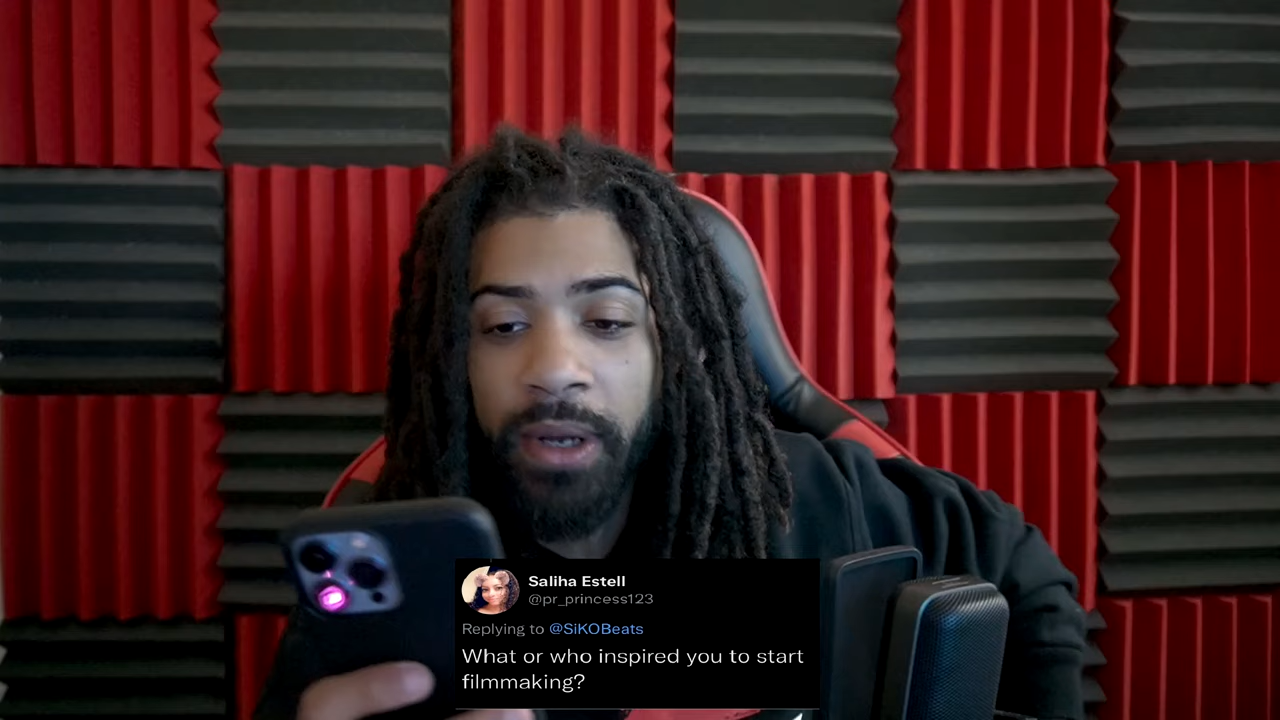 Saliha Estell
@pr_princess123
Replying to @SiKOBeats
What or who inspired you to start
filmmaking?